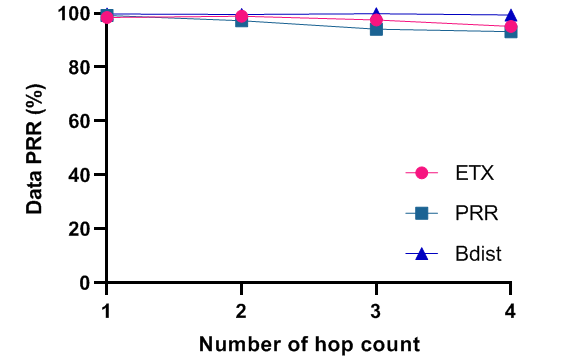 100
80
60
40
20
0
Data PRR (%)
ETX
PRR
Bdist
1 2 3 4
Number of hop count